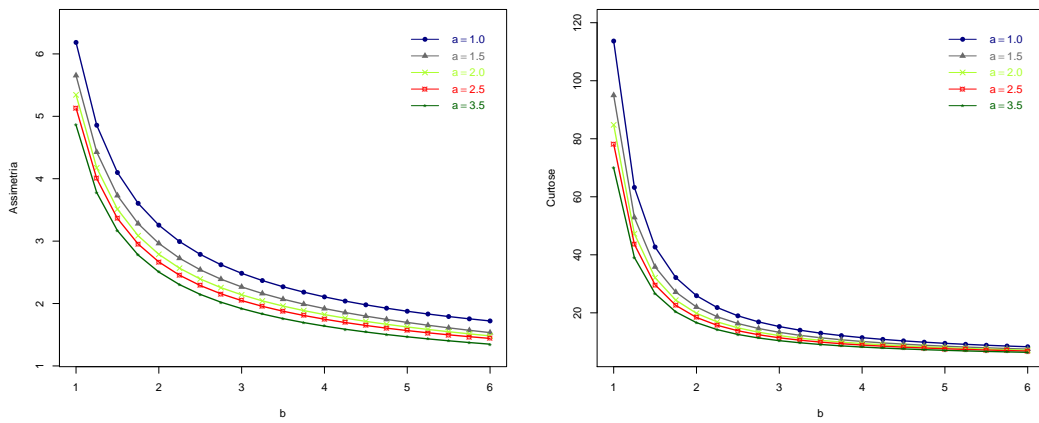 a = 1.0
a = 1.5
a = 2.0
a = 2.5
a = 3.5
6
5
4
3
2
1
Assimetria
1 2 3 4 5 6
b
a = 1.0
a = 1.5
a = 2.0
a = 2.5
a = 3.5
120
100
80
60
40
20
Curtose
1 2 3 4 5 6
b